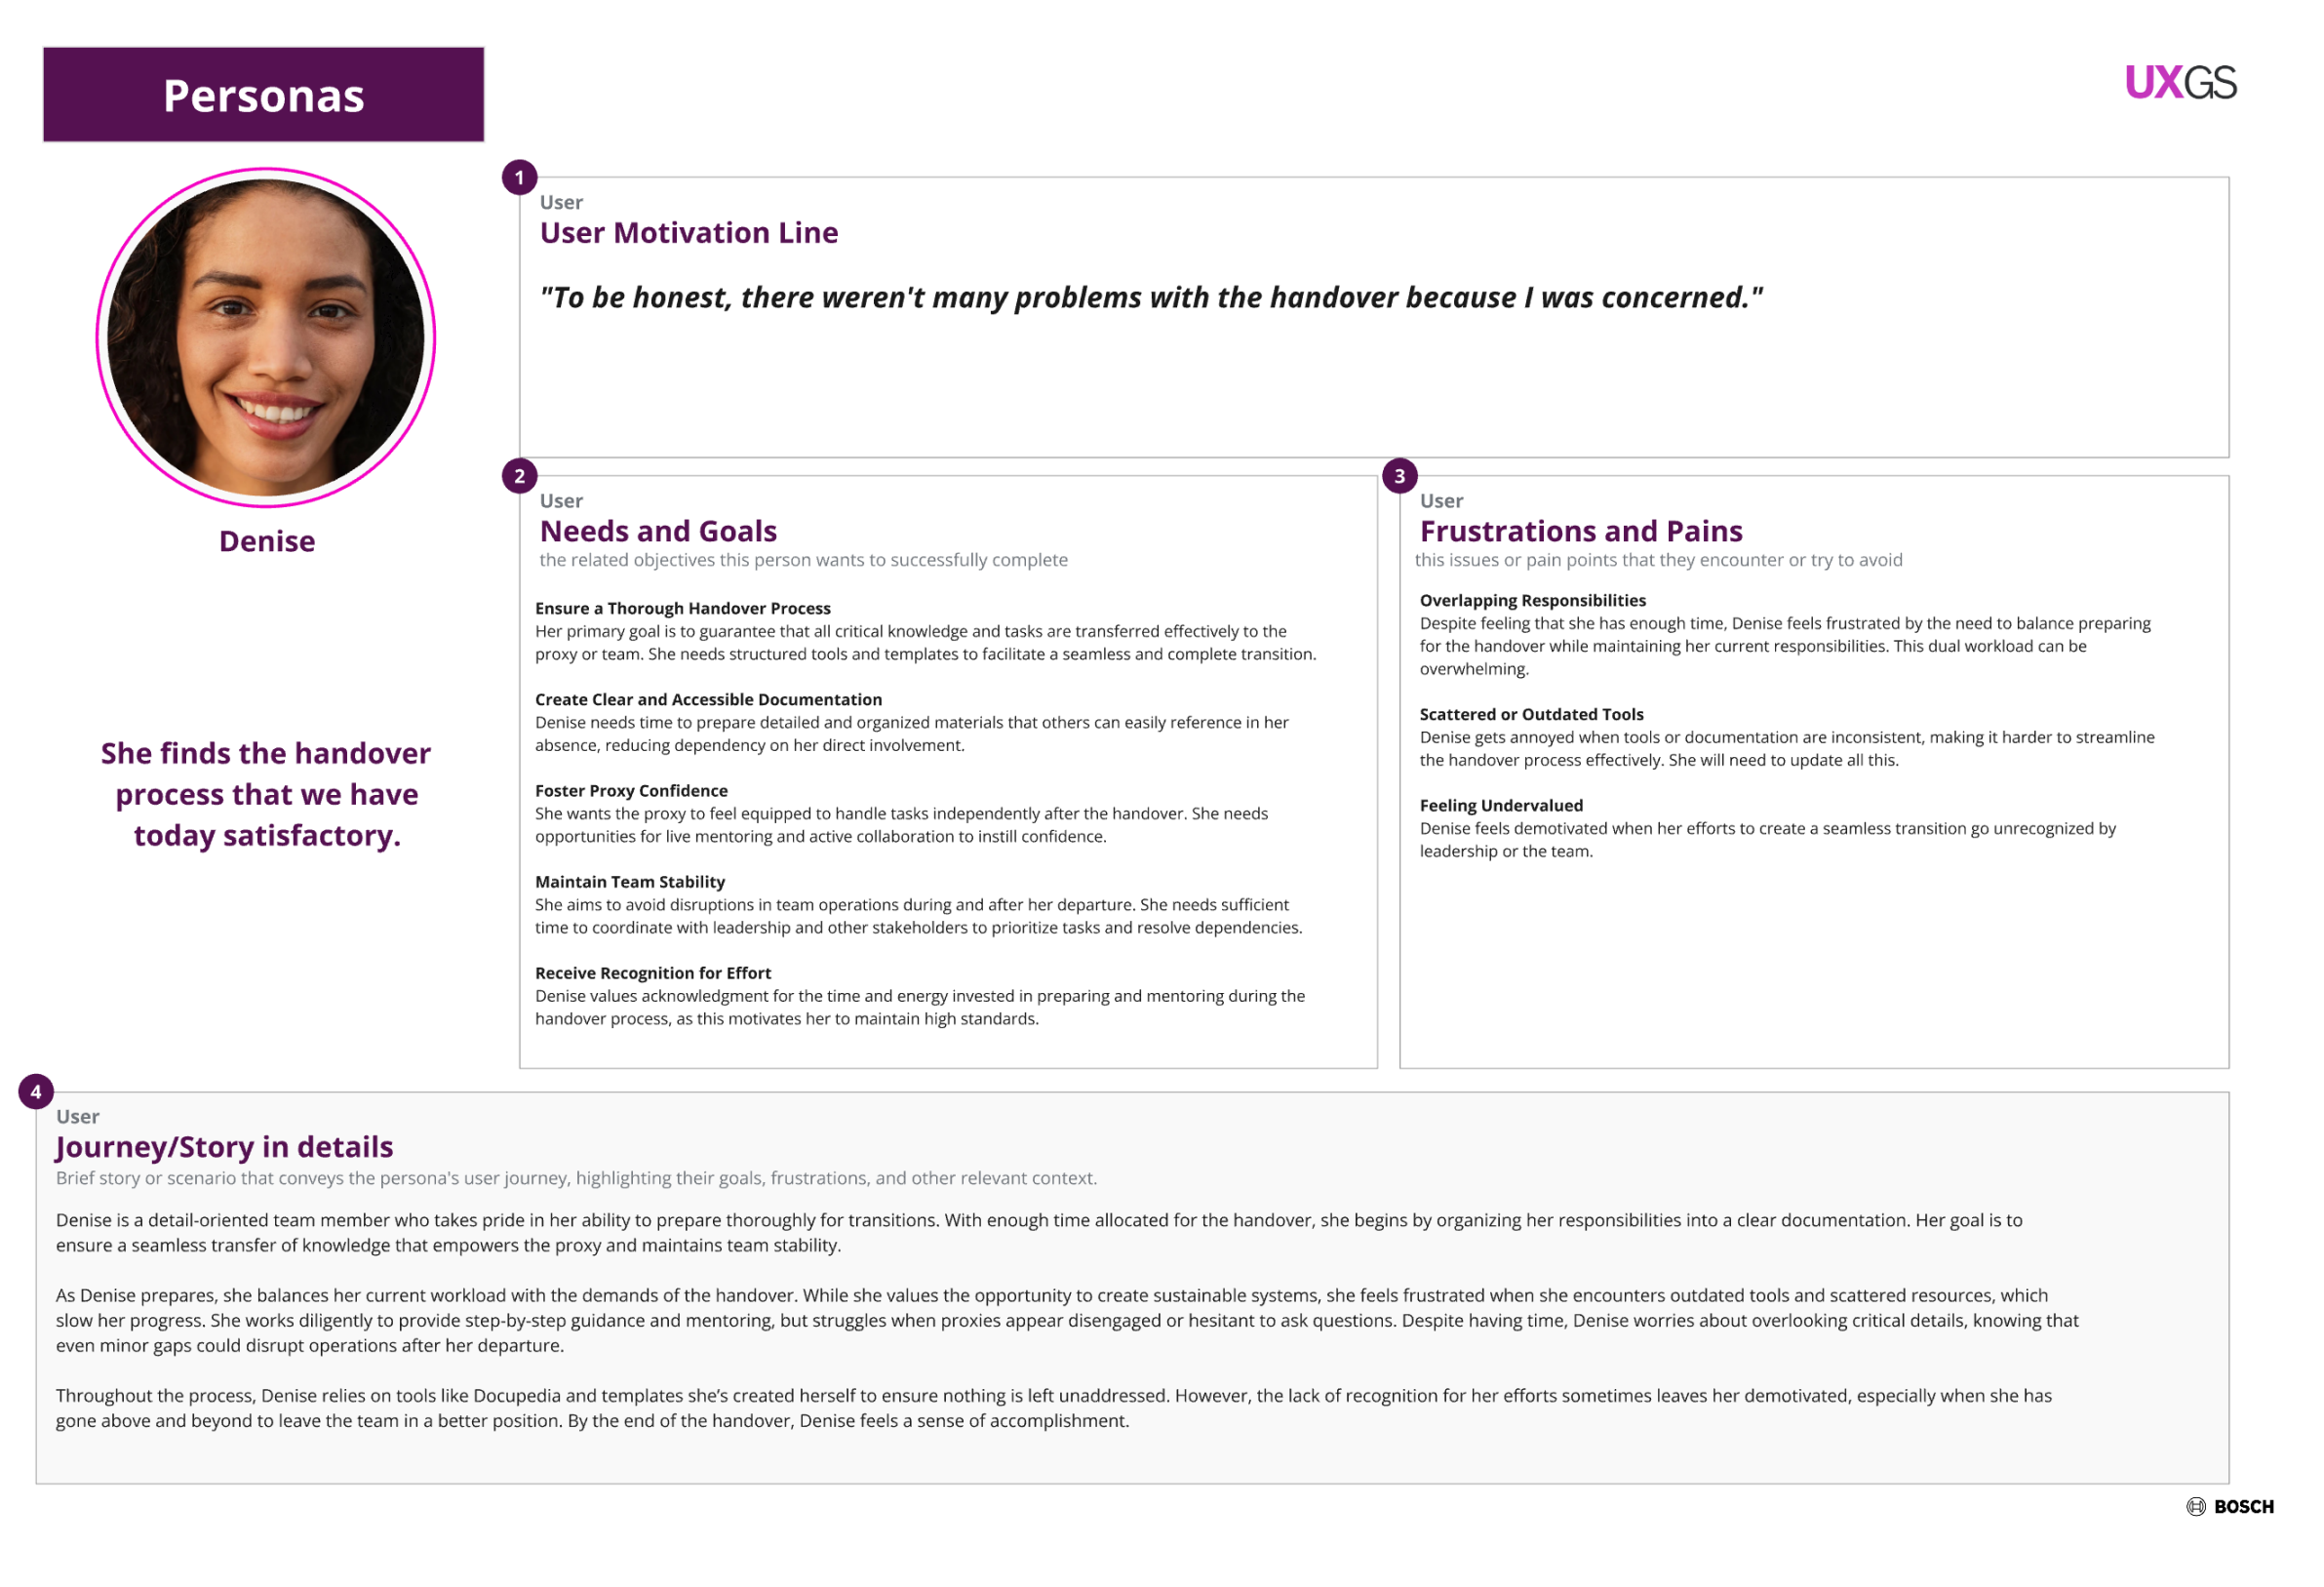 Personas
UXGS
Denise
She finds the handover
process that we have
today satisfactory.
1
User
User Motivation Line
"To be honest, there weren't many problems with the handover because I was concerned."
2
User
Needs and Goals
the related objectives this person wants to successfully complete
Ensure a Thorough Handover Process
Her primary goal is to guarantee that all critical knowledge and tasks are transferred effectively to the
proxy or team. She needs structured tools and templates to facilitate a seamless and complete transition.
Create Clear and Accessible Documentation
Denise needs time to prepare detailed and organized materials that others can easily reference in her
absence, reducing dependency on her direct involvement.
Foster Proxy Confidence
She wants the proxy to feel equipped to handle tasks independently after the handover. She needs
opportunities for live mentoring and active collaboration to instill confidence.
Maintain Team Stability
She aims to avoid disruptions in team operations during and after her departure. She needs sufficient
time to coordinate with leadership and other stakeholders to prioritize tasks and resolve dependencies.
Receive Recognition for Effort
Denise values acknowledgment for the time and energy invested in preparing and mentoring during the
handover process, as this motivates her to maintain high standards.
3
User
Frustrations and Pains
this issues or pain points that they encounter or try to avoid
Overlapping Responsibilities
Despite feeling that she has enough time, Denise feels frustrated by the need to balance preparing
for the handover while maintaining her current responsibilities. This dual workload can be
overwhelming.
Scattered or Outdated Tools
Denise gets annoyed when tools or documentation are inconsistent, making it harder to streamline
the handover process effectively. She will need to update all this.
Feeling Undervalued
Denise feels demotivated when her efforts to create a seamless transition go unrecognized by
leadership or the team.
4
User
Journey/Story in details
Brief story or scenario that conveys the persona's user journey, highlighting their goals, frustrations, and other relevant context.
Denise is a detail-oriented team member who takes pride in her ability to prepare thoroughly for transitions. With enough time allocated for the handover, she begins by organizing her responsibilities into a clear documentation. Her goal is to
ensure a seamless transfer of knowledge that empowers the proxy and maintains team stability.
As Denise prepares, she balances her current workload with the demands of the handover. While she values the opportunity to create sustainable systems, she feels frustrated when she encounters outdated tools and scattered resources, which
slow her progress. She works diligently to provide step-by-step guidance and mentoring, but struggles when proxies appear disengaged or hesitant to ask questions. Despite having time, Denise worries about overlooking critical details, knowing that
even minor gaps could disrupt operations after her departure.
Throughout the process, Denise relies on tools like Docupedia and templates she’s created herself to ensure nothing is left unaddressed. However, the lack of recognition for her efforts sometimes leaves her demotivated, especially when she has
gone above and beyond to leave the team in a better position. By the end of the handover, Denise feels a sense of accomplishment.
BOSCH